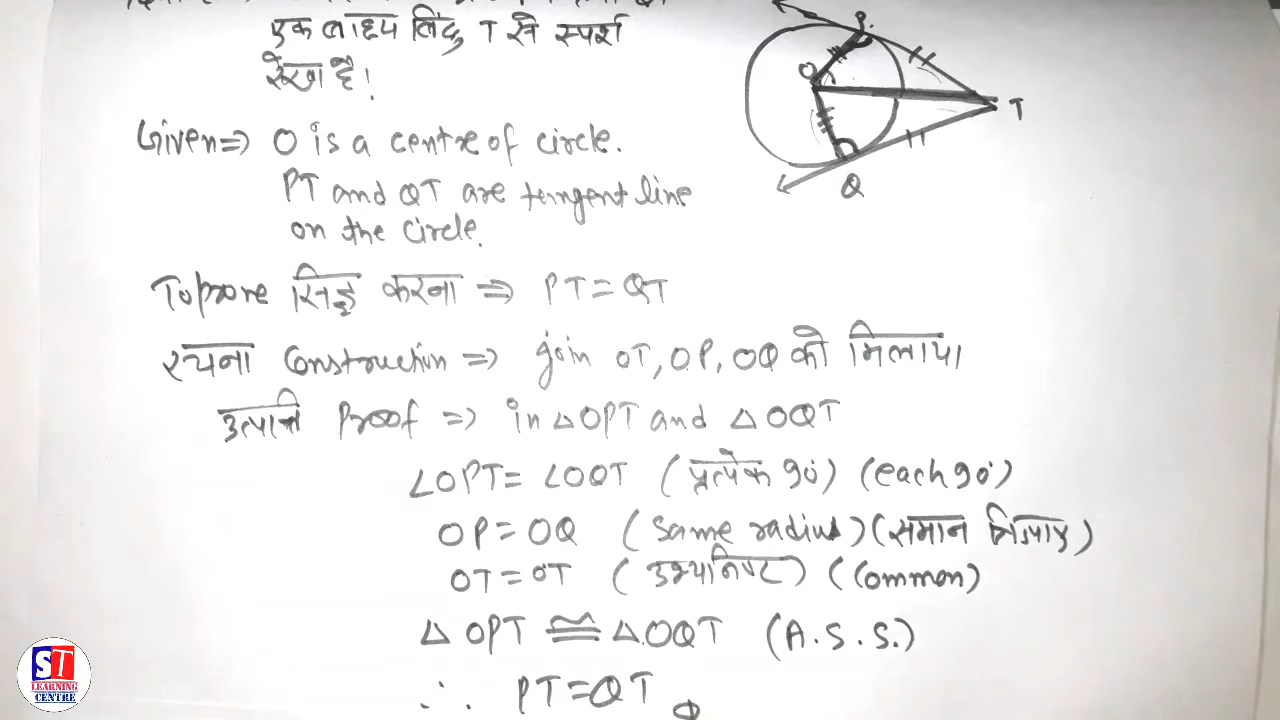 एक बाह्य बिंदु T से स्पर्श
रेखा है।
Given ⇒ O is a centre of circle.
PT and QT are tengent line
on the circle.
To prove सिद्ध करना ⇒ PT = QT
रचना Construction ⇒ join OT, OP, OQ को मिलाया
उत्पत्ति Proof ⇒ in △OPT and △OQT
∠OPT = ∠OQT (प्रत्येक 90°) (each 90°)
OP = OQ (Same radius) (समान त्रिज्याएं)
OT = OT (उभयनिष्ट) (Common)
△ OPT ≅ △OQT (A.S.S.)
∴ PT = QT
P
O
T
Q
ST
LEARNING
CENTRE